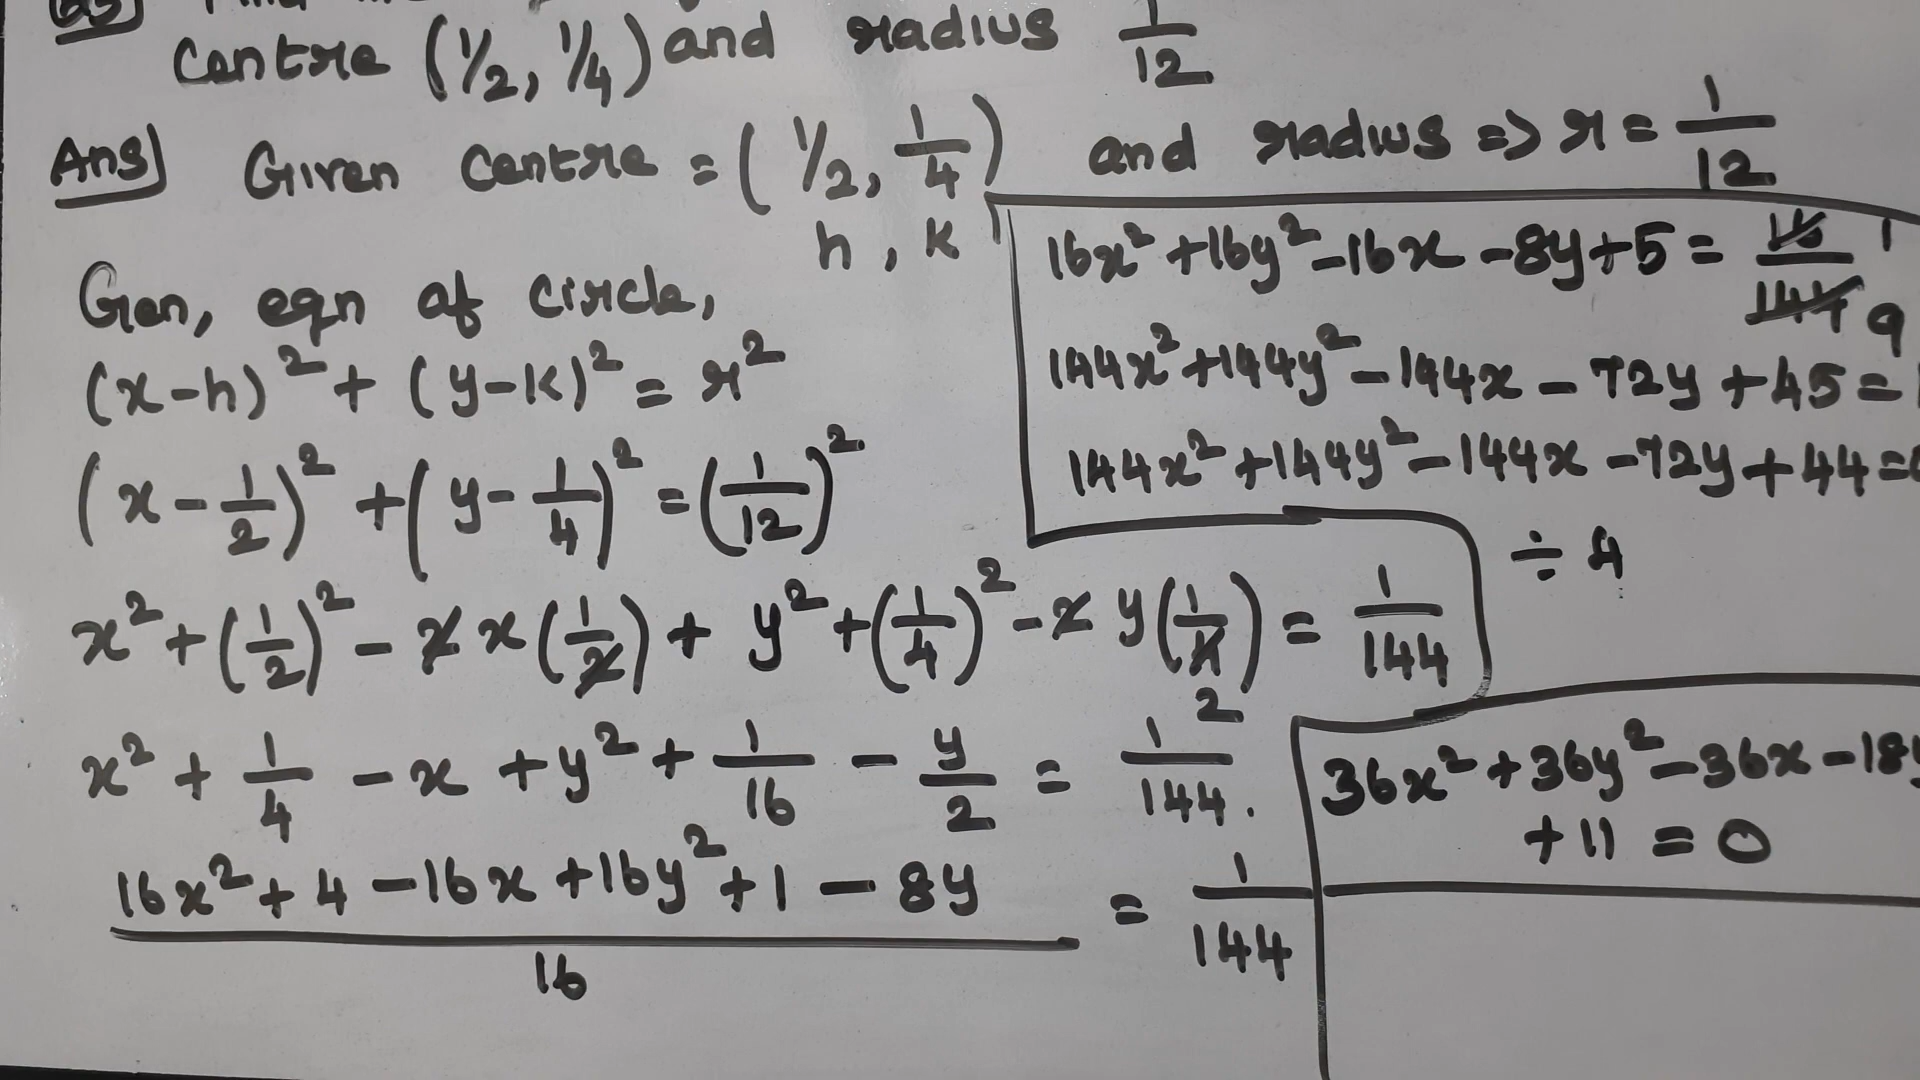 Centre (1/2, 1/4) and radius 1/12
Ans) Given centre = (1/2, 1/4) and radius => r = 1/12
h, k
Gen, eqn of circle,
(x-h)² + (y-k)² = r²
(x - 1/2)² + (y - 1/4)² = (1/12)²
x² + (1/2)² - 2x(1/2) + y² + (1/4)² - 2y(1/4) = 1/144
2
x² + 1/4 - x + y² + 1/16 - y/2 = 1/144.
(16x² + 4 - 16x + 16y² + 1 - 8y)/16 = 1/144
16x² + 16y² - 16x - 8y + 5 = 16/144 1 9
144x² + 144y² - 144x - 72y + 45 =
144x² + 144y² - 144x - 72y + 44 =
÷ 4
36x² + 36y² - 36x - 18y
+ 11 = 0